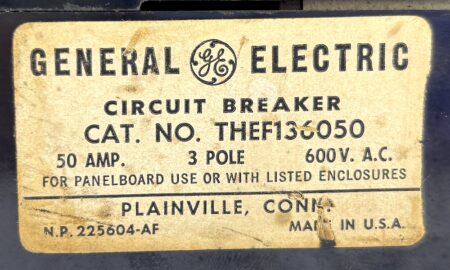 GENERAL GE ELECTRIC
CIRCUIT BREAKER
CAT. NO. THEF136050
50 AMP. 3 POLE 600V. A.C.
FOR PANELBOARD USE OR WITH LISTED ENCLOSURES
PLAINVILLE, CONN.
N.P. 225604-AF MADE IN U.S.A.